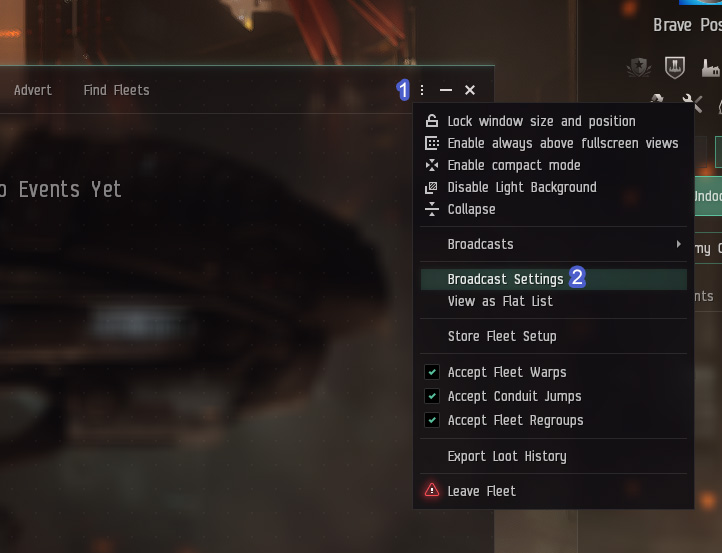 Brave Pos
Advert
Find Fleets
1
o Events Yet
Lock window size and position
Enable always above fullscreen views
Enable compact mode
Disable Light Background
Collapse
Broadcasts
Broadcast Settings 2
View as Flat List
Store Fleet Setup
Accept Fleet Warps
Accept Conduit Jumps
Accept Fleet Regroups
Export Loot History
Leave Fleet
Undoc
my C
nts